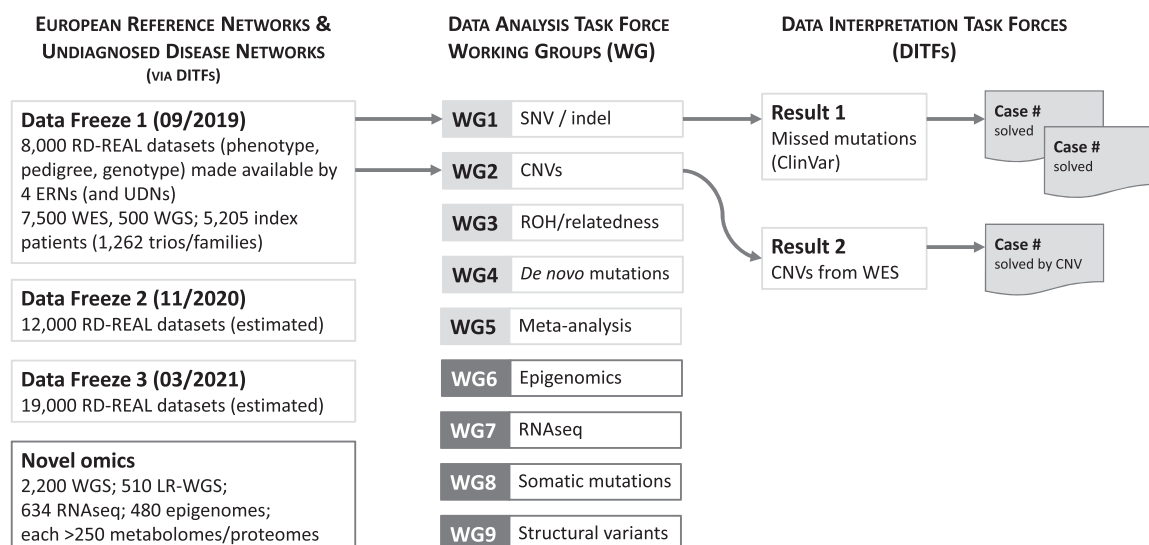 European Reference Networks &
Undiagnosed Disease Networks
(via DITFs)
Data Freeze 1 (09/2019)
8,000 RD-REAL datasets (phenotype,
pedigree, genotype) made available by
4 ERNs (and UDNs)
7,500 WES, 500 WGS; 5,205 index
patients (1,262 trios/families)
Data Freeze 2 (11/2020)
12,000 RD-REAL datasets (estimated)
Data Freeze 3 (03/2021)
19,000 RD-REAL datasets (estimated)
Novel omics
2,200 WGS; 510 LR-WGS;
634 RNAseq; 480 epigenomes;
each >250 metabolomes/proteomes
Data Analysis Task Force
Working Groups (WG)
WG1 SNV / indel
WG2 CNVs
WG3 ROH/relatedness
WG4 De novo mutations
WG5 Meta-analysis
WG6 Epigenomics
WG7 RNAseq
WG8 Somatic mutations
WG9 Structural variants
Data Interpretation Task Forces
(DITFs)
Result 1
Missed mutations
(ClinVar)
Case #
solved
Case #
solved
Result 2
CNVs from WES
Case #
solved by CNV